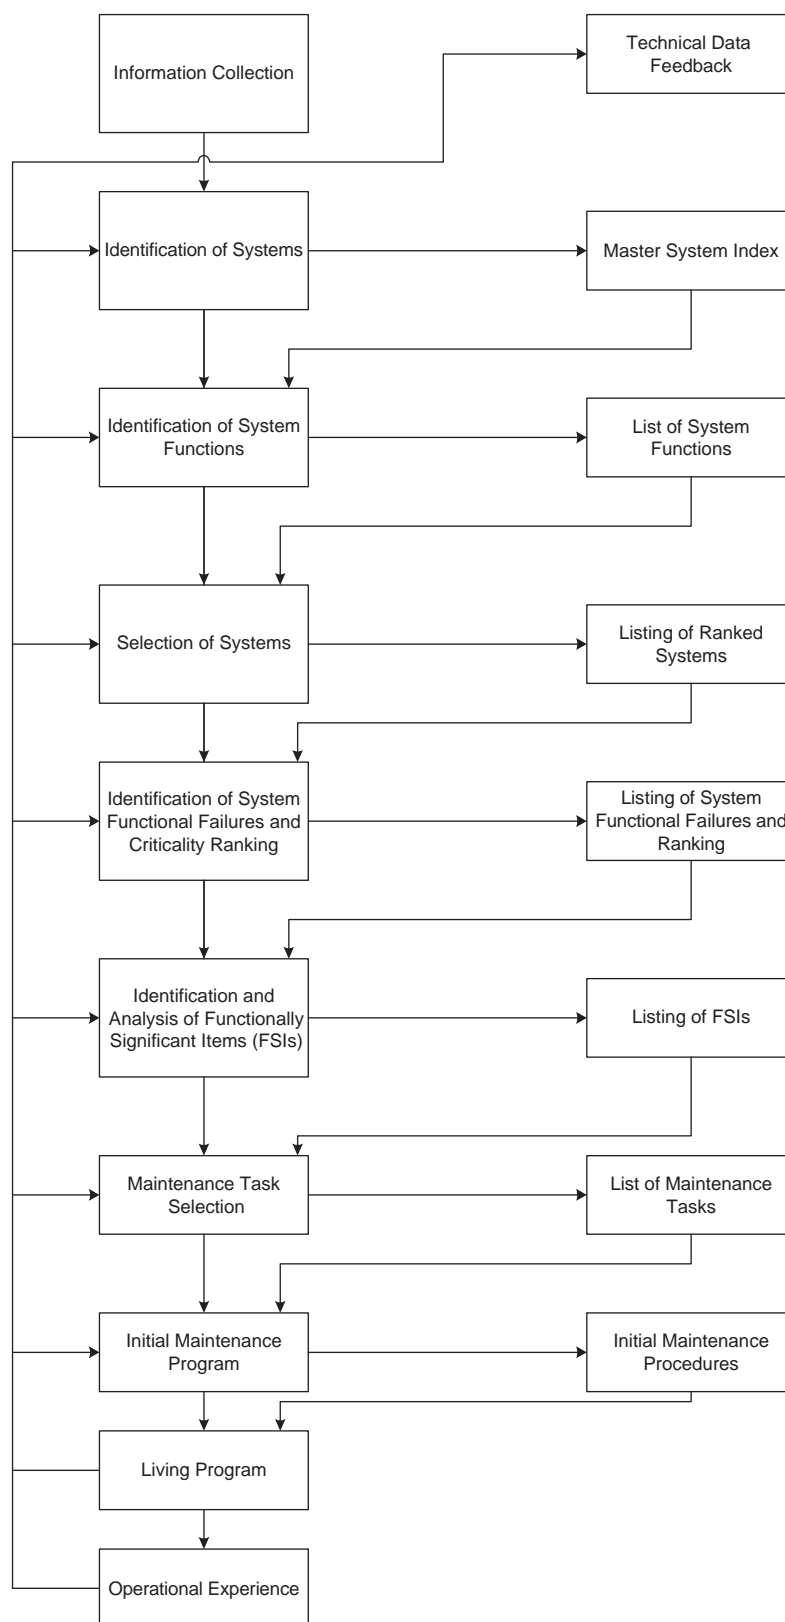 Information Collection
Technical Data
Feedback
Identification of Systems
Master System Index
Identification of System
Functions
List of System
Functions
Selection of Systems
Listing of Ranked
Systems
Identification of System
Functional Failures and
Criticality Ranking
Listing of System
Functional Failures and
Ranking
Identification and
Analysis of Functionally
Significant Items (FSIs)
Listing of FSIs
Maintenance Task
Selection
List of Maintenance
Tasks
Initial Maintenance
Program
Initial Maintenance
Procedures
Living Program
Operational Experience